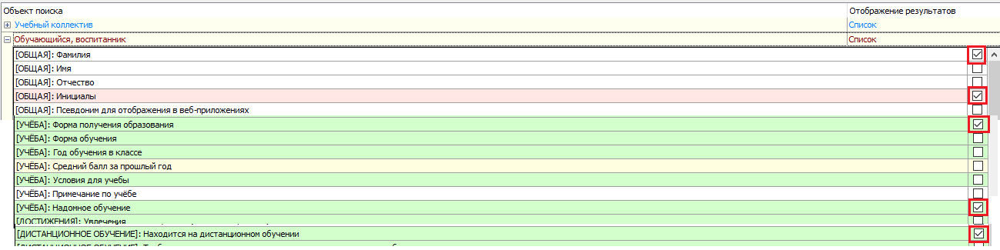 Объект поиска Отображение результатов
Учебный коллектив Список
Обучающийся, воспитанник Список
[ОБЩАЯ]: Фамилия
[ОБЩАЯ]: Имя
[ОБЩАЯ]: Отчество
[ОБЩАЯ]: Инициалы
[ОБЩАЯ]: Псевдоним для отображения в веб-приложениях
[УЧЁБА]: Форма получения образования
[УЧЁБА]: Форма обучения
[УЧЁБА]: Год обучения в классе
[УЧЁБА]: Средний балл за прошлый год
[УЧЁБА]: Условия для учебы
[УЧЁБА]: Примечание по учёбе
[УЧЁБА]: Надомное обучение
[ДОСТИЖЕНИЯ]: Увлечения
[ДИСТАНЦИОННОЕ ОБУЧЕНИЕ]: Находится на дистанционном обучении
[ДИСТАНЦИОННОЕ ОБУЧЕНИЕ]: